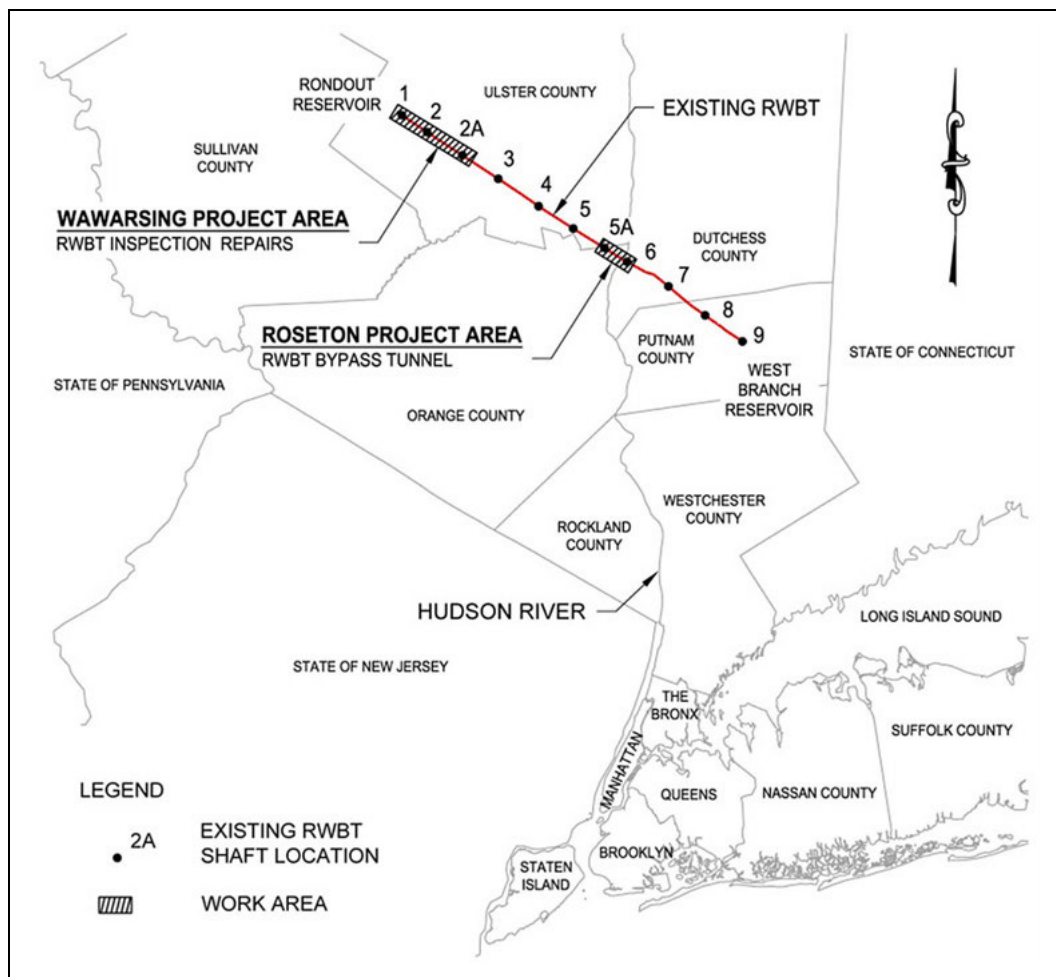 RONDOUT
RESERVOIR
1
2
2A
ULSTER COUNTY
EXISTING RWBT
SULLIVAN
COUNTY
3
4
5
5A
6
7
8
9
WAWARSING PROJECT AREA
RWBT INSPECTION REPAIRS
DUTCHESS
COUNTY
ROSETON PROJECT AREA
RWBT BYPASS TUNNEL
PUTNAM
COUNTY
WEST
BRANCH
RESERVOIR
STATE OF CONNECTICUT
STATE OF PENNSYLVANIA
ORANGE COUNTY
WESTCHESTER
COUNTY
ROCKLAND
COUNTY
HUDSON RIVER
LONG ISLAND SOUND
STATE OF NEW JERSEY
THE
BRONX
SUFFOLK COUNTY
MANHATTAN
QUEENS
NASSAN COUNTY
BROOKLYN
STATEN
ISLAND
LEGEND
2A
EXISTING RWBT
SHAFT LOCATION
WORK AREA